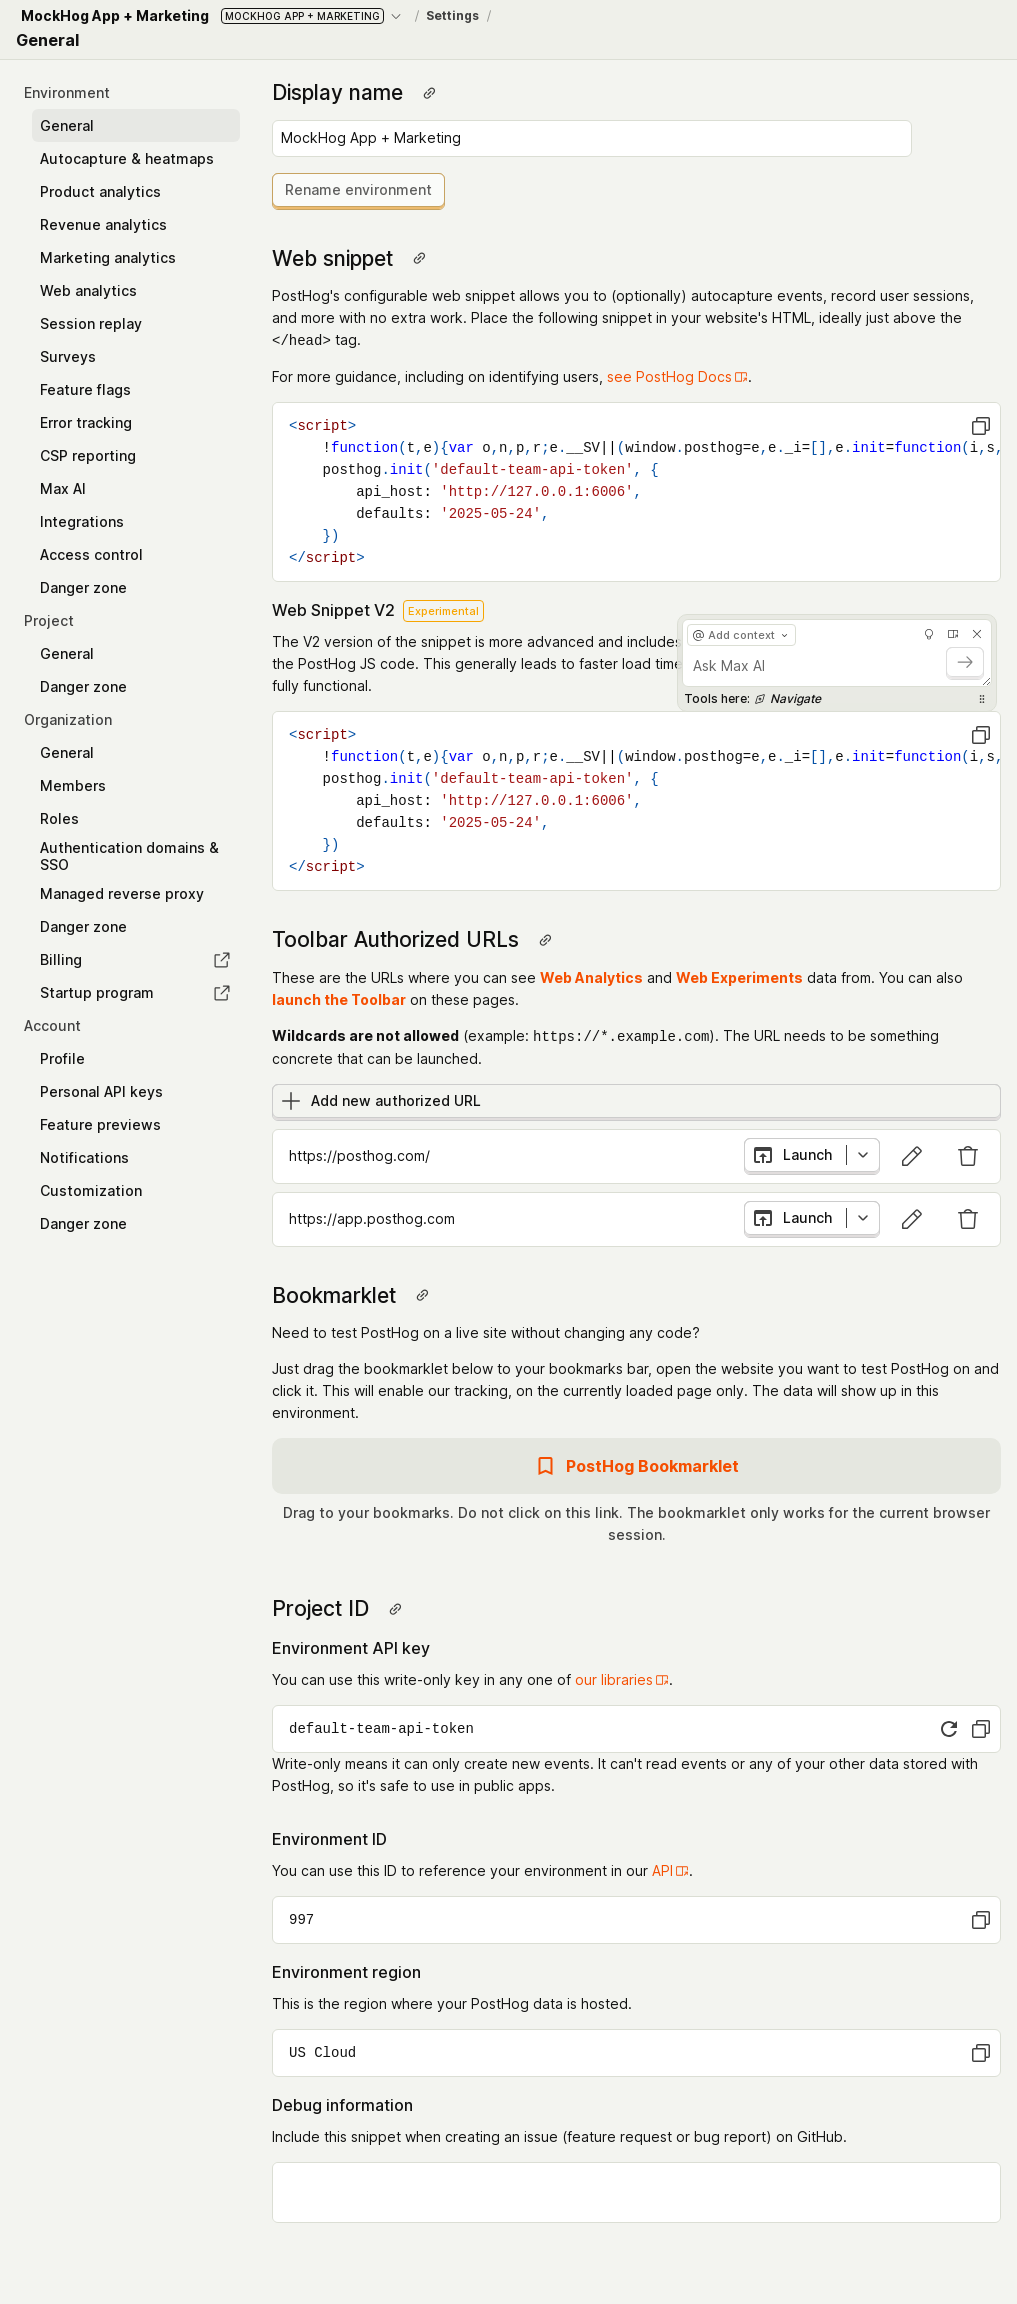 MockHog App + Marketing MOCKHOG APP + MARKETING / Settings /
General
Environment
General
Autocapture & heatmaps
Product analytics
Revenue analytics
Marketing analytics
Web analytics
Session replay
Surveys
Feature flags
Error tracking
CSP reporting
Max AI
Integrations
Access control
Danger zone
Project
General
Danger zone
Organization
General
Members
Roles
Authentication domains &
SSO
Managed reverse proxy
Danger zone
Billing
Startup program
Account
Profile
Personal API keys
Feature previews
Notifications
Customization
Danger zone
Display name
MockHog App + Marketing
Rename environment
Web snippet
PostHog's configurable web snippet allows you to (optionally) autocapture events, record user sessions,
and more with no extra work. Place the following snippet in your website's HTML, ideally just above the
</head> tag.
For more guidance, including on identifying users, see PostHog Docs.
<script>
    !function(t,e){var o,n,p,r;e.__SV||(window.posthog=e,e._i=[],e.init=function(i,s,
    posthog.init('default-team-api-token', {
        api_host: 'http://127.0.0.1:6006',
        defaults: '2025-05-24',
    })
</script>
Web Snippet V2 Experimental
The V2 version of the snippet is more advanced and includes
the PostHog JS code. This generally leads to faster load time
fully functional.
@ Add context
Ask Max AI
Tools here: Navigate
<script>
    !function(t,e){var o,n,p,r;e.__SV||(window.posthog=e,e._i=[],e.init=function(i,s,
    posthog.init('default-team-api-token', {
        api_host: 'http://127.0.0.1:6006',
        defaults: '2025-05-24',
    })
</script>
Toolbar Authorized URLs
These are the URLs where you can see Web Analytics and Web Experiments data from. You can also
launch the Toolbar on these pages.
Wildcards are not allowed (example: https://*.example.com). The URL needs to be something
concrete that can be launched.
Add new authorized URL
https://posthog.com/ Launch
https://app.posthog.com Launch
Bookmarklet
Need to test PostHog on a live site without changing any code?
Just drag the bookmarklet below to your bookmarks bar, open the website you want to test PostHog on and
click it. This will enable our tracking, on the currently loaded page only. The data will show up in this
environment.
PostHog Bookmarklet
Drag to your bookmarks. Do not click on this link. The bookmarklet only works for the current browser
session.
Project ID
Environment API key
You can use this write-only key in any one of our libraries.
default-team-api-token
Write-only means it can only create new events. It can't read events or any of your other data stored with
PostHog, so it's safe to use in public apps.
Environment ID
You can use this ID to reference your environment in our API.
997
Environment region
This is the region where your PostHog data is hosted.
US Cloud
Debug information
Include this snippet when creating an issue (feature request or bug report) on GitHub.